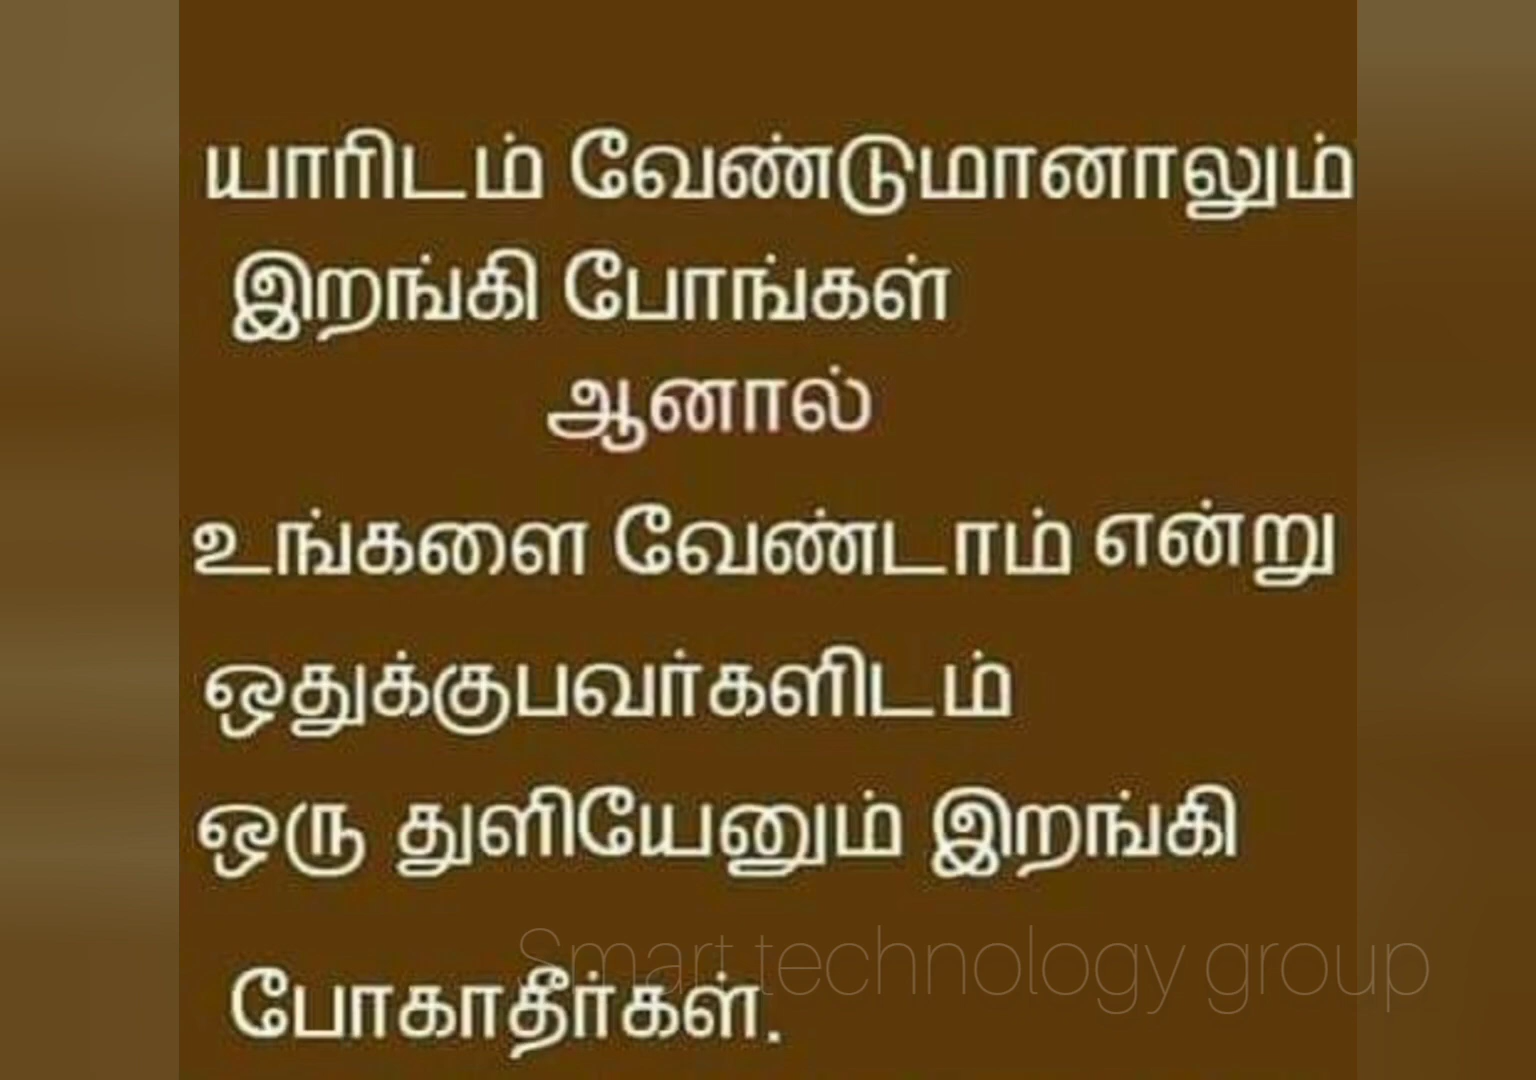 யாரிடம் வேண்டுமானாலும்
இறங்கி போங்கள்
ஆனால்
உங்களை வேண்டாம் என்று
ஒதுக்குபவர்களிடம்
ஒரு துளியேனும் இறங்கி
போகாதீர்கள்.
Smart technology group